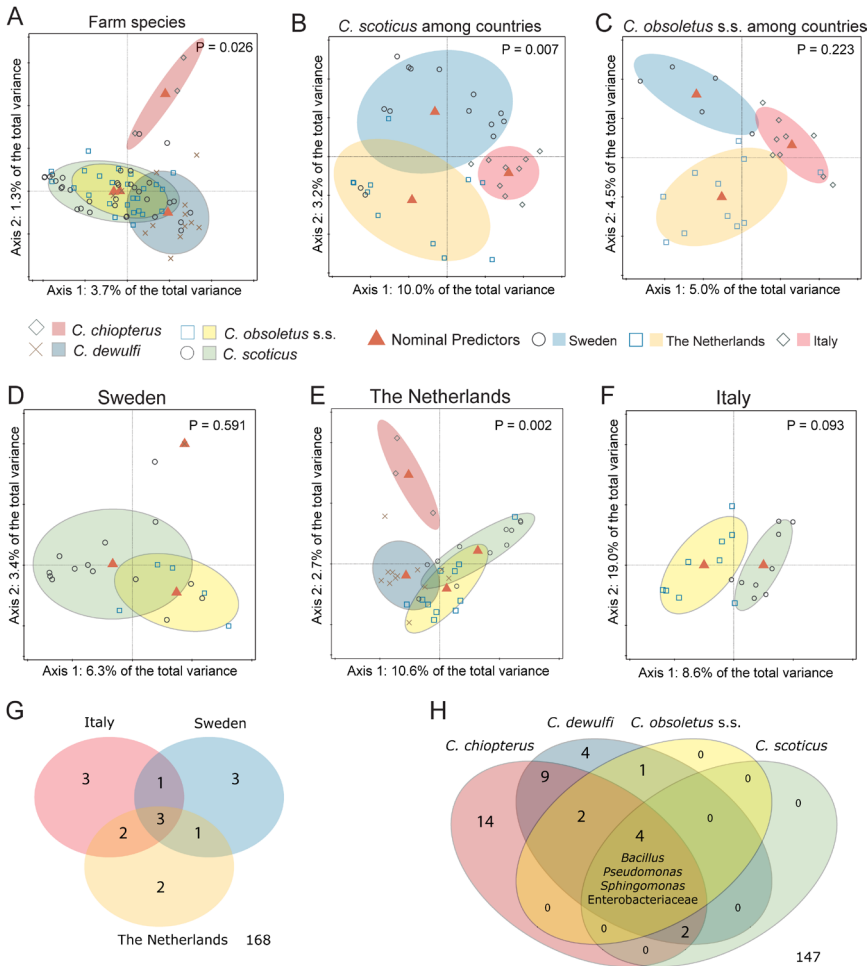 A
Farm species
P = 0.026
Axis 2: 1.3% of the total variance
Axis 1: 3.7% of the total variance
B
C. scoticus among countries
P = 0.007
Axis 2: 3.2% of the total variance
Axis 1: 10.0% of the total variance
C
C. obsoletus s.s. among countries
P = 0.223
Axis 2: 4.5% of the total variance
Axis 1: 5.0% of the total variance
C. chiopterus
C. dewulfi
C. obsoletus s.s.
C. scoticus
Nominal Predictors
Sweden
The Netherlands
Italy
D
Sweden
P = 0.591
Axis 2: 3.4% of the total variance
Axis 1: 6.3% of the total variance
E
The Netherlands
P = 0.002
Axis 2: 2.7% of the total variance
Axis 1: 10.6% of the total variance
F
Italy
P = 0.093
Axis 2: 19.0% of the total variance
Axis 1: 8.6% of the total variance
G
Italy
Sweden
3
1
3
3
2
1
2
The Netherlands
168
H
C. dewulfi
C. obsoletus s.s.
C. chiopterus
C. scoticus
4
1
0
9
0
14
2
4
0
Bacillus
Pseudomonas
Sphingomonas
Enterobacteriaceae
0
0
0
2
0
147